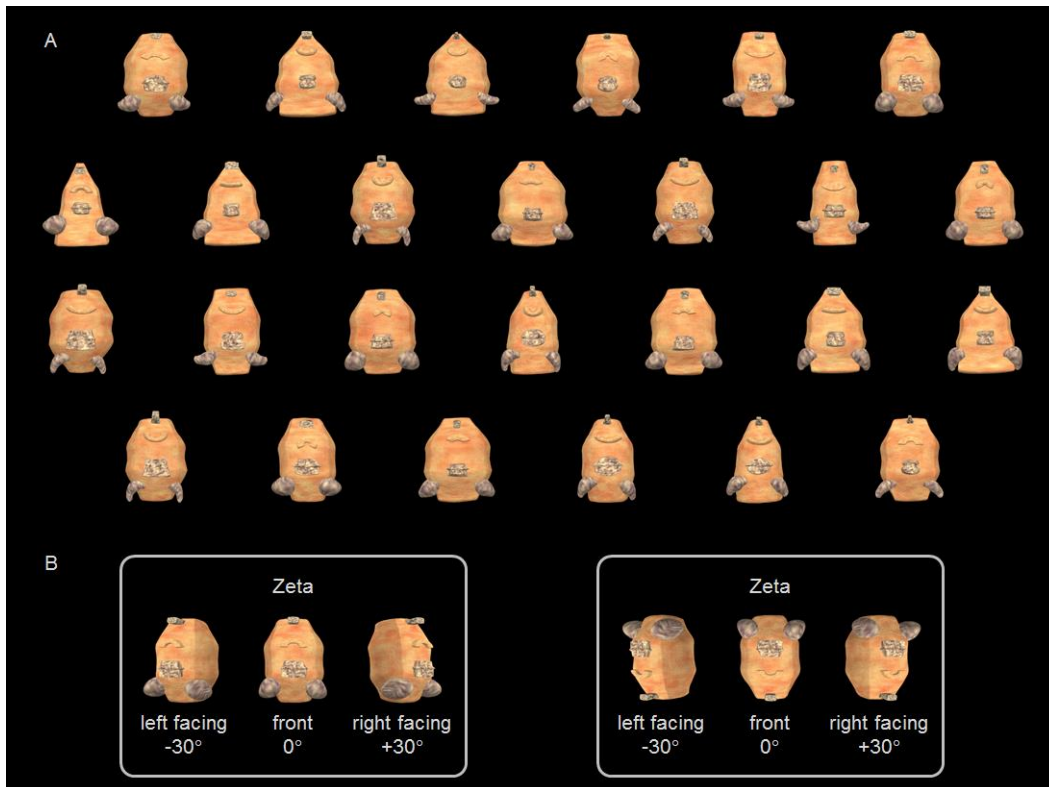 A
B
Zeta
left facing
-30°
front
0°
right facing
+30°
Zeta
left facing
-30°
front
0°
right facing
+30°